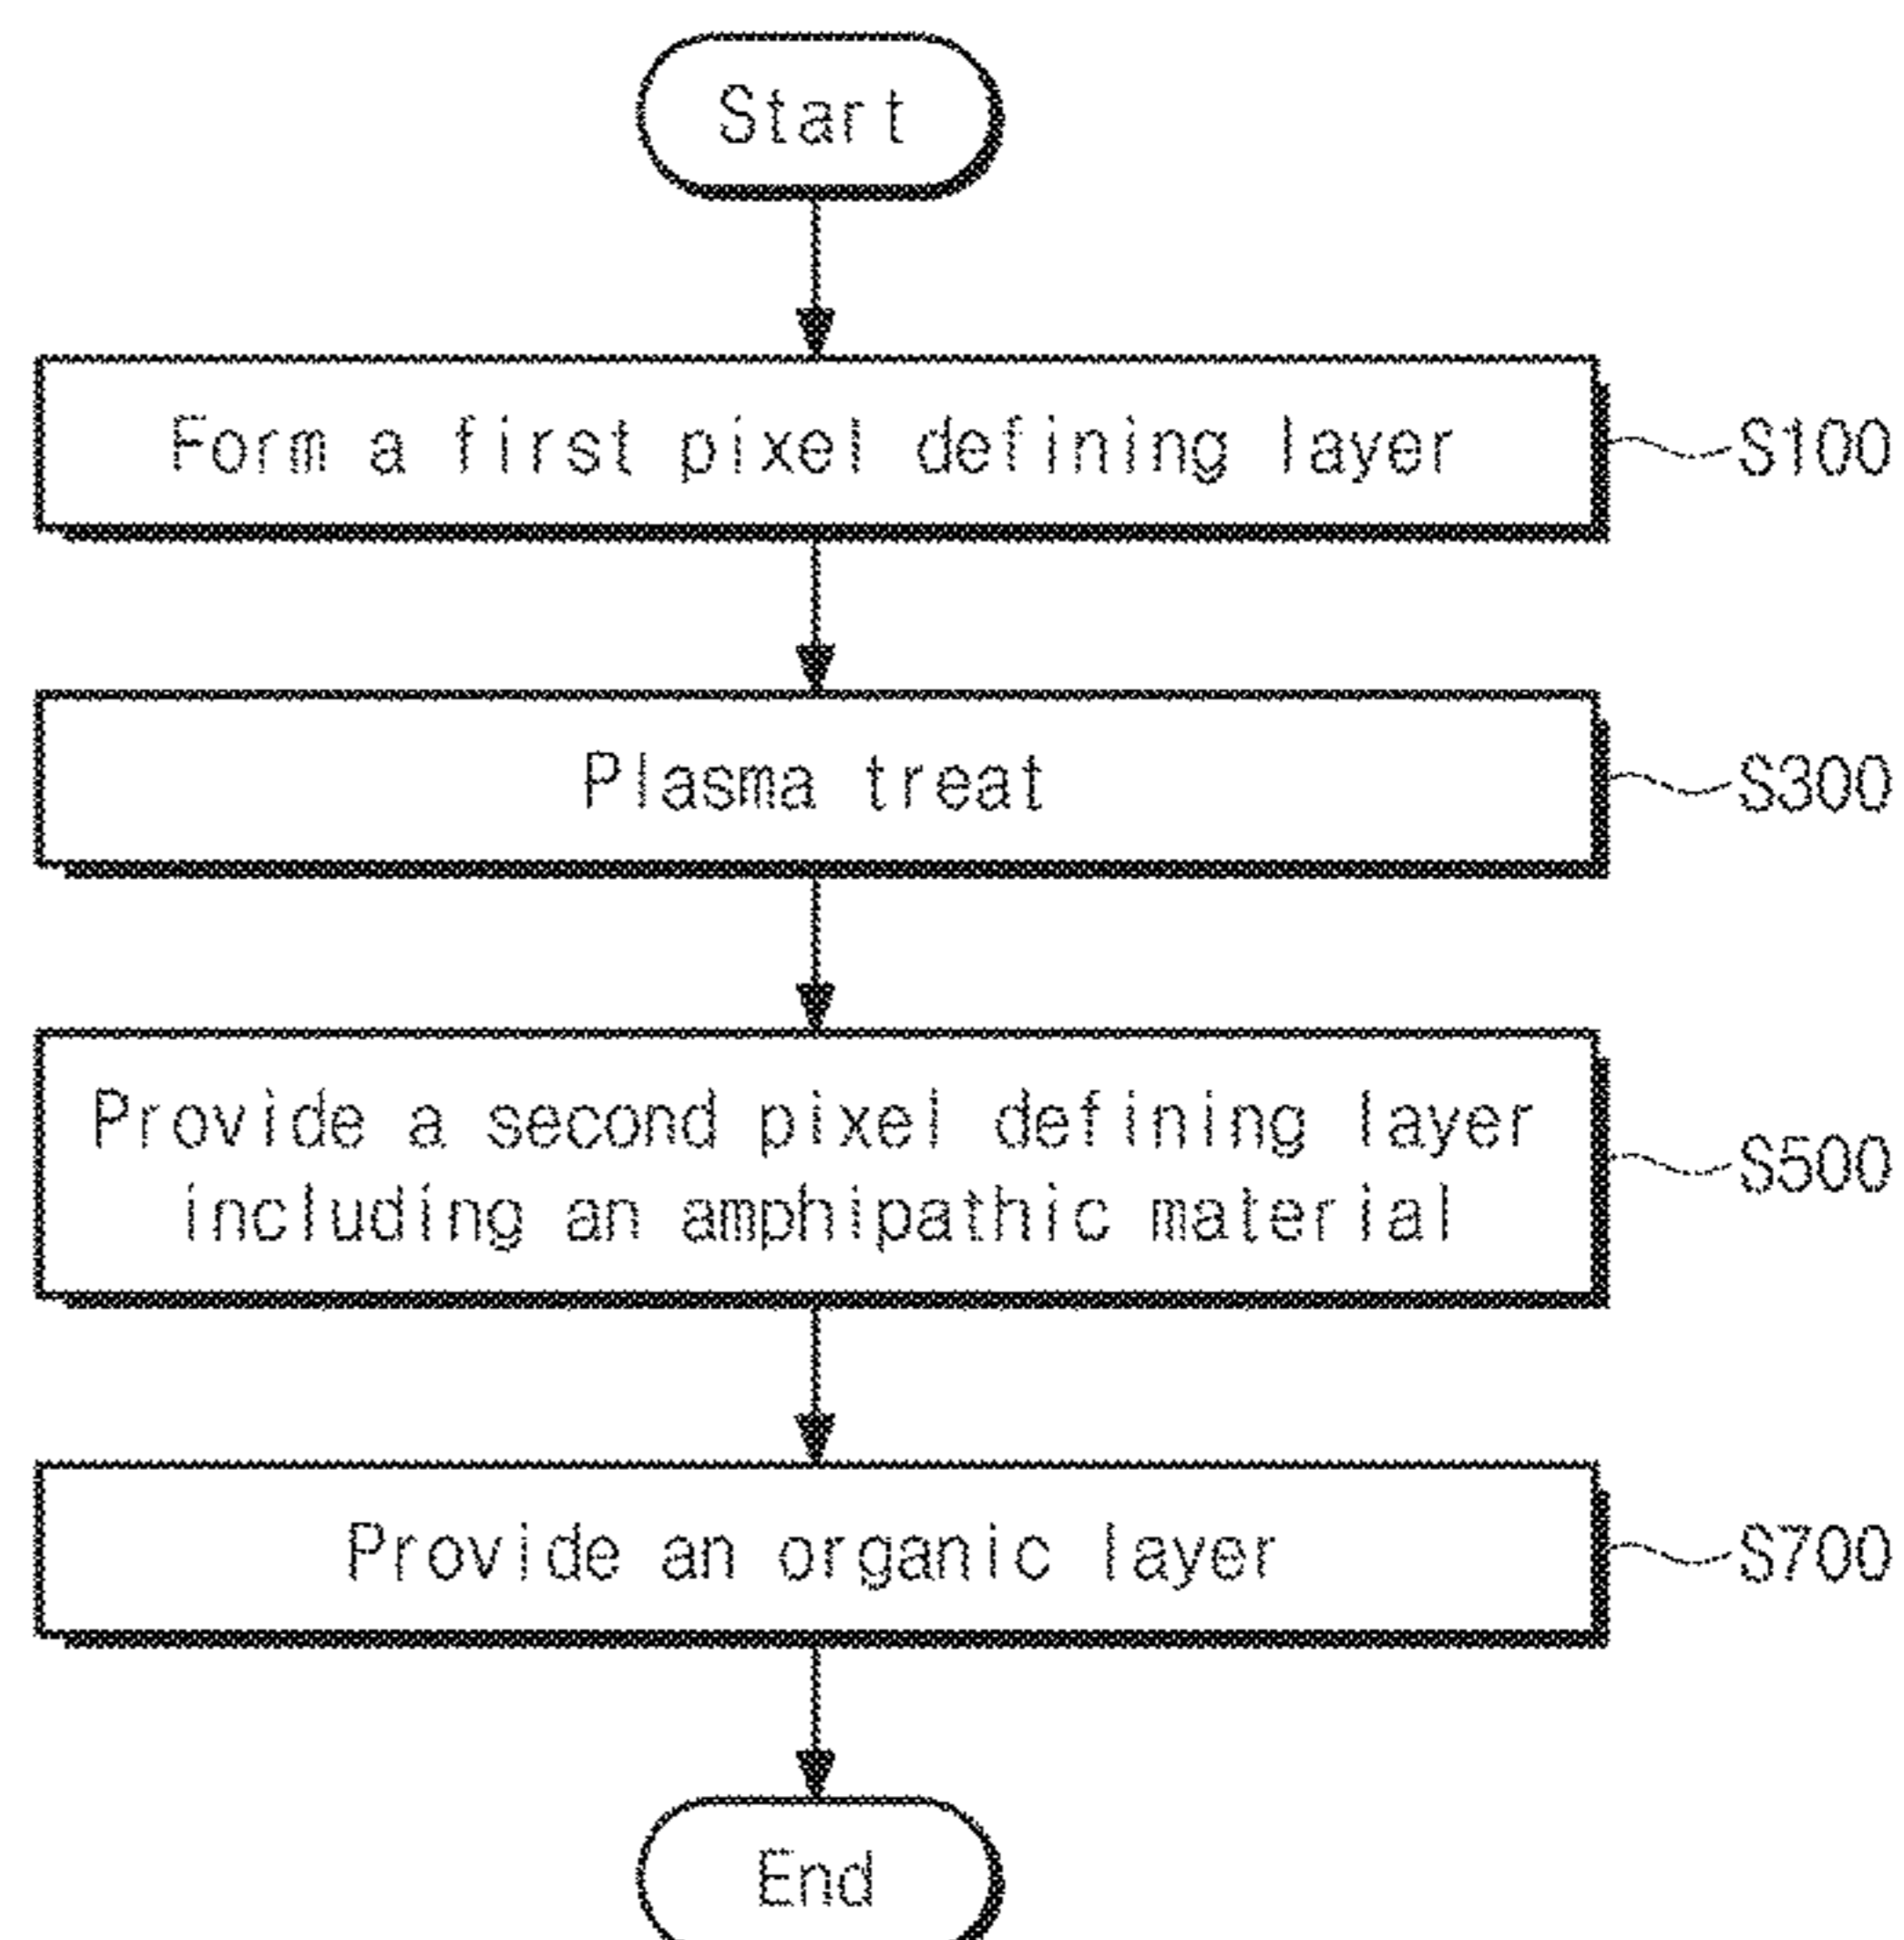 Start
Form a first pixel defining layer
S100
Plasma treat
S300
Provide a second pixel defining layer
including an amphipathic material
S500
Provide an organic layer
S700
End